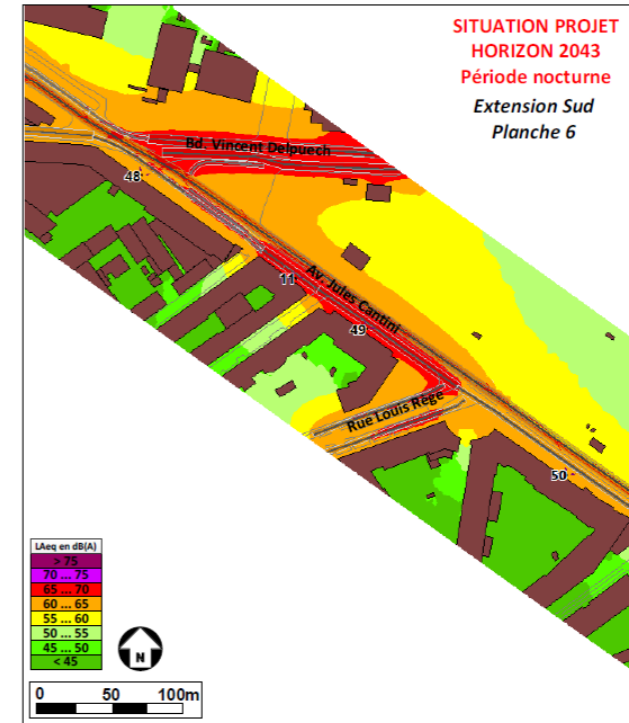 SITUATION PROJET
HORIZON 2043
Période nocturne
Extension Sud
Planche 6
Bd. Vincent Delpuech
48
Av. Jules Cantini
11
49
Rue Louis Rège
50
LAeq en dB(A)
> 75
70 ... 75
65 ... 70
60 ... 65
55 ... 60
50 ... 55
45 ... 50
< 45
N
0 50 100m